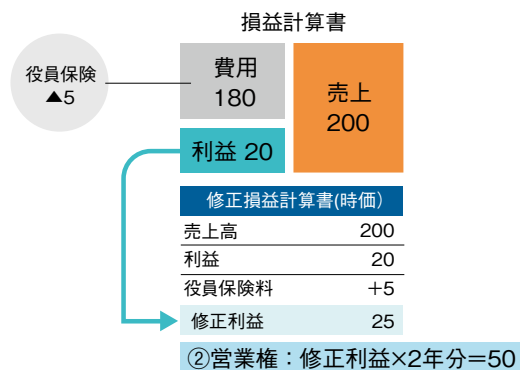 損益計算書
役員保険
▲5
費用
180
売上
200
利益 20
修正損益計算書(時価）
売上高 200
利益 20
役員保険料 ＋5
修正利益 25
②営業権：修正利益×2年分＝50